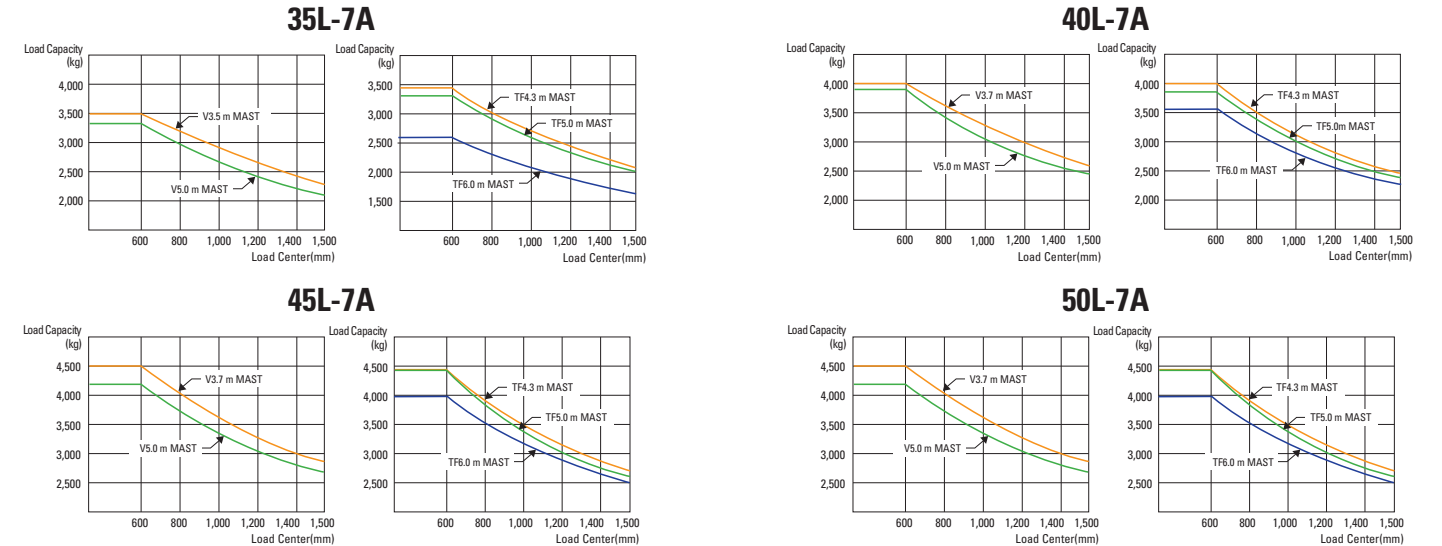 35L-7A
Load Capacity
(kg)
4,000
3,500
3,000
2,500
2,000
V3.5 m MAST
V5.0 m MAST
600 800 1,000 1,200 1,400 1,500
Load Center(mm)
Load Capacity
(kg)
3,500
3,000
2,500
2,000
1,500
TF4.3 m MAST
TF5.0 m MAST
TF6.0 m MAST
600 800 1,000 1,200 1,400 1,500
Load Center(mm)
40L-7A
Load Capacity
(kg)
4,000
3,500
3,000
2,500
2,000
V3.7 m MAST
V5.0 m MAST
600 800 1,000 1,200 1,400 1,500
Load Center(mm)
Load Capacity
(kg)
4,000
3,500
3,000
2,500
2,000
TF4.3 m MAST
TF5.0m MAST
TF6.0 m MAST
600 800 1,000 1,200 1,400 1,500
Load Center(mm)
45L-7A
Load Capacity
(kg)
4,500
4,000
3,500
3,000
2,500
V3.7 m MAST
V5.0 m MAST
600 800 1,000 1,200 1,400 1,500
Load Center(mm)
Load Capacity
(kg)
4,500
4,000
3,500
3,000
2,500
TF4.3 m MAST
TF5.0 m MAST
TF6.0 m MAST
600 800 1,000 1,200 1,400 1,500
Load Center(mm)
50L-7A
Load Capacity
(kg)
4,500
4,000
3,500
3,000
2,500
V3.7 m MAST
V5.0 m MAST
600 800 1,000 1,200 1,400 1,500
Load Center(mm)
Load Capacity
(kg)
4,500
4,000
3,500
3,000
2,500
TF4.3 m MAST
TF5.0 m MAST
TF6.0 m MAST
600 800 1,000 1,200 1,400 1,500
Load Center(mm)